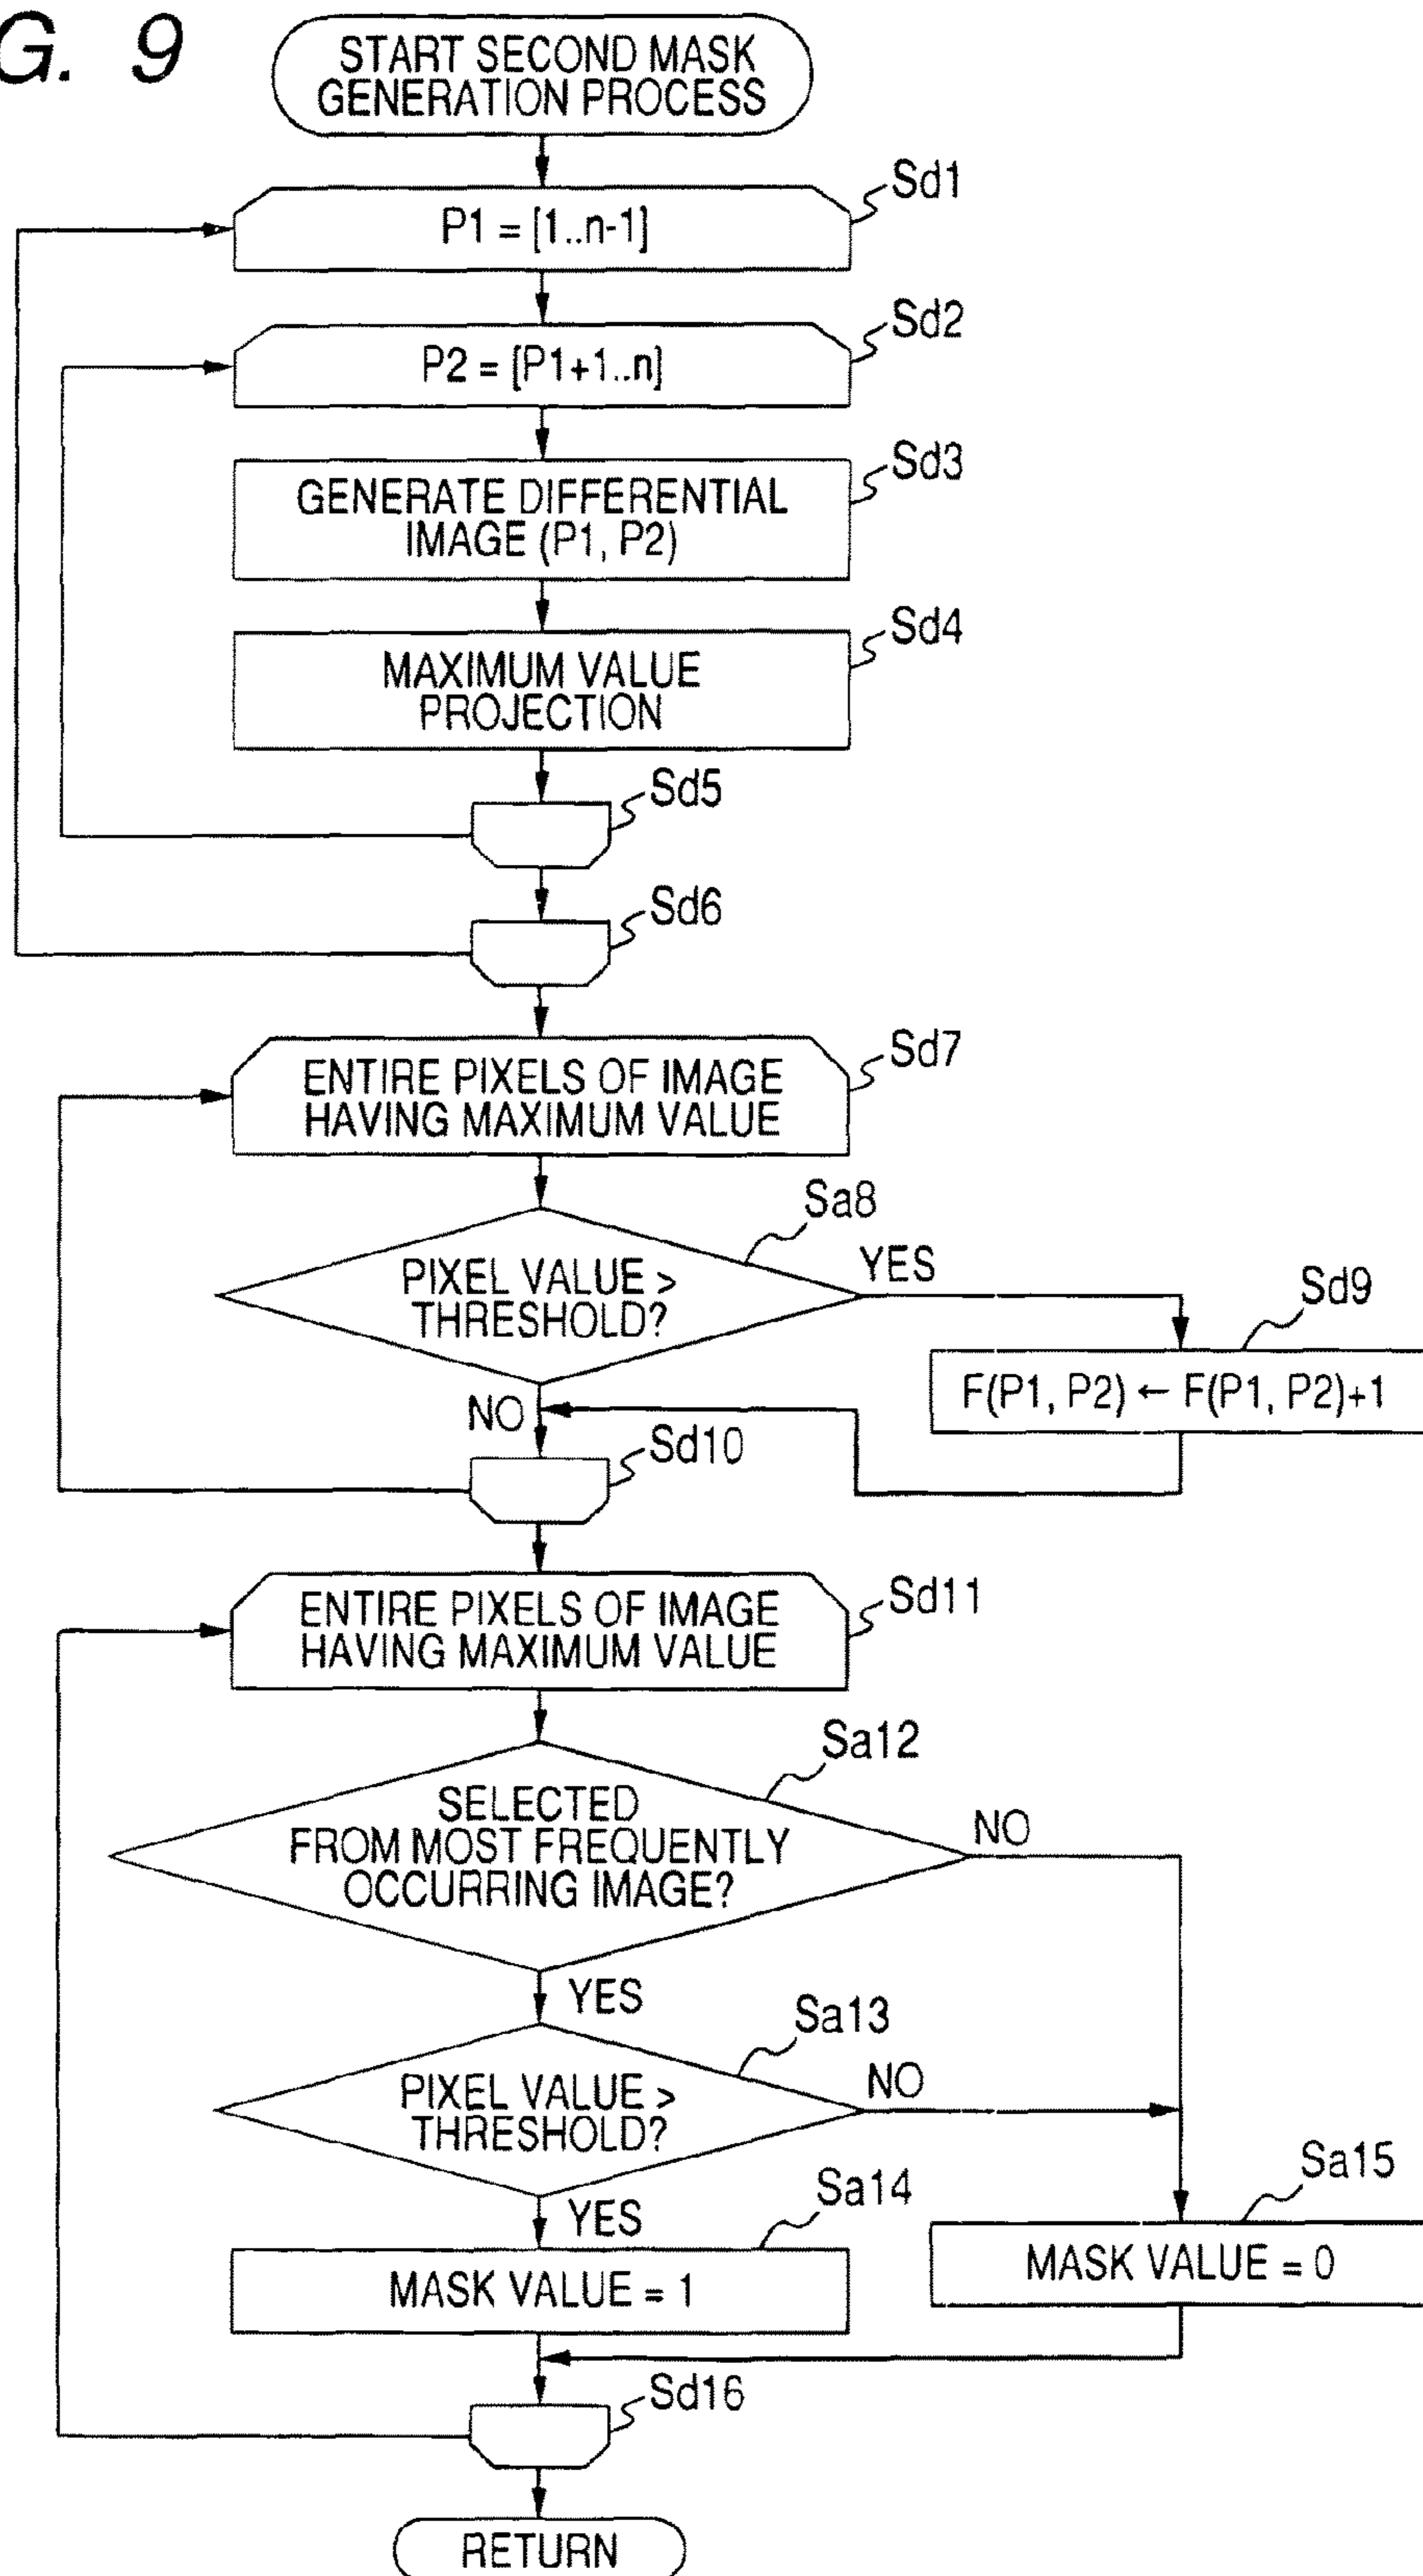 G. 9
START SECOND MASK
GENERATION PROCESS
Sd1
P1 = [1..n-1]
Sd2
P2 = [P1+1..n]
Sd3
GENERATE DIFFERENTIAL
IMAGE (P1, P2)
Sd4
MAXIMUM VALUE
PROJECTION
Sd5
Sd6
Sd7
ENTIRE PIXELS OF IMAGE
HAVING MAXIMUM VALUE
Sa8
PIXEL VALUE >
THRESHOLD?
YES
Sd9
F(P1, P2) ← F(P1, P2)+1
NO
Sd10
Sd11
ENTIRE PIXELS OF IMAGE
HAVING MAXIMUM VALUE
Sa12
SELECTED
FROM MOST FREQUENTLY
OCCURRING IMAGE?
NO
YES
Sa13
PIXEL VALUE >
THRESHOLD?
NO
YES
Sa14
MASK VALUE = 1
Sa15
MASK VALUE = 0
Sd16
RETURN